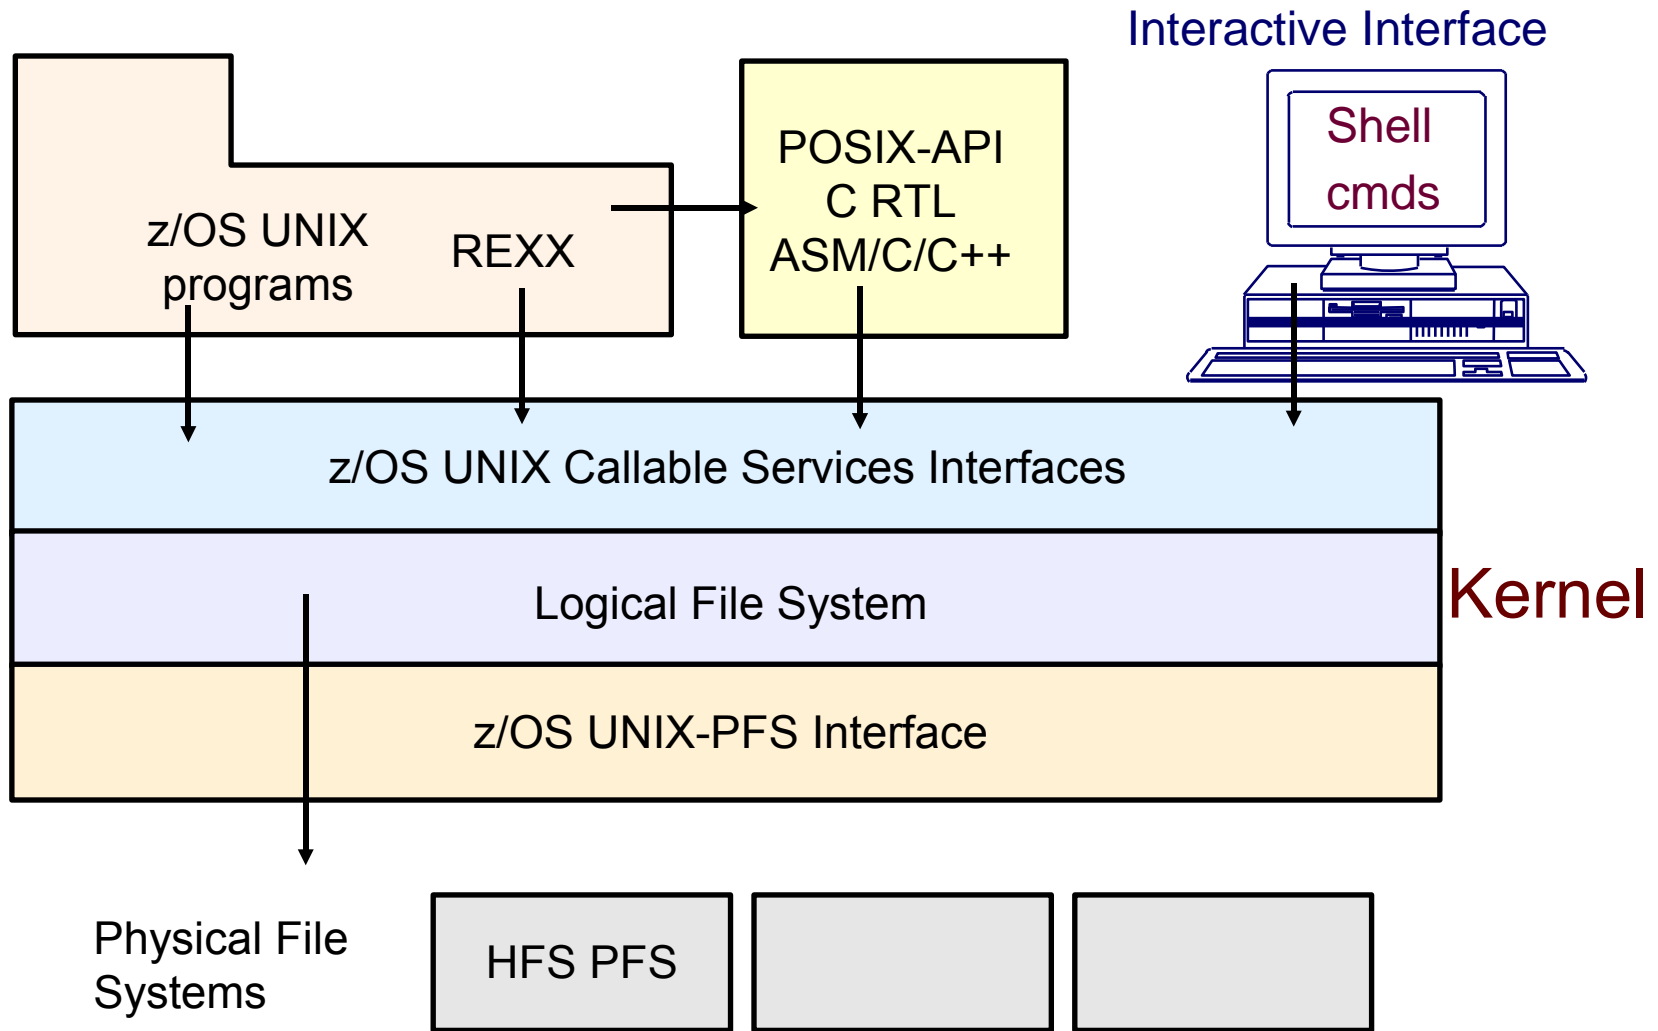 Interactive Interface
Shell
cmds
POSIX-API
C RTL
ASM/C/C++
z/OS UNIX
programs
REXX
z/OS UNIX Callable Services Interfaces
Logical File System
Kernel
z/OS UNIX-PFS Interface
Physical File
Systems
HFS PFS